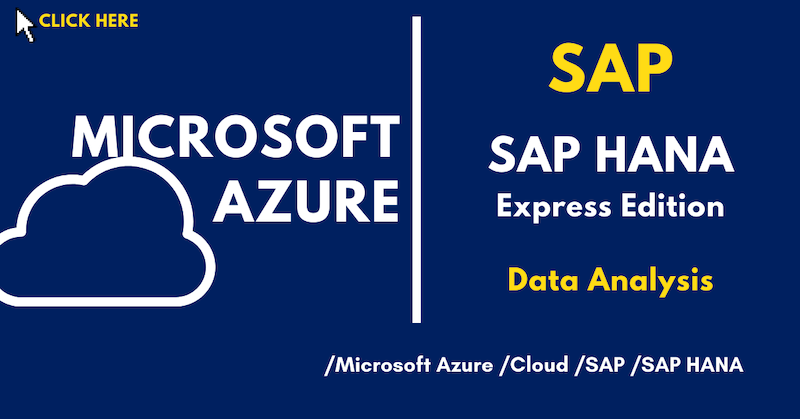 CLICK HERE
MICROSOFT
AZURE
SAP
SAP HANA
Express Edition
Data Analysis
/Microsoft Azure /Cloud /SAP /SAP HANA